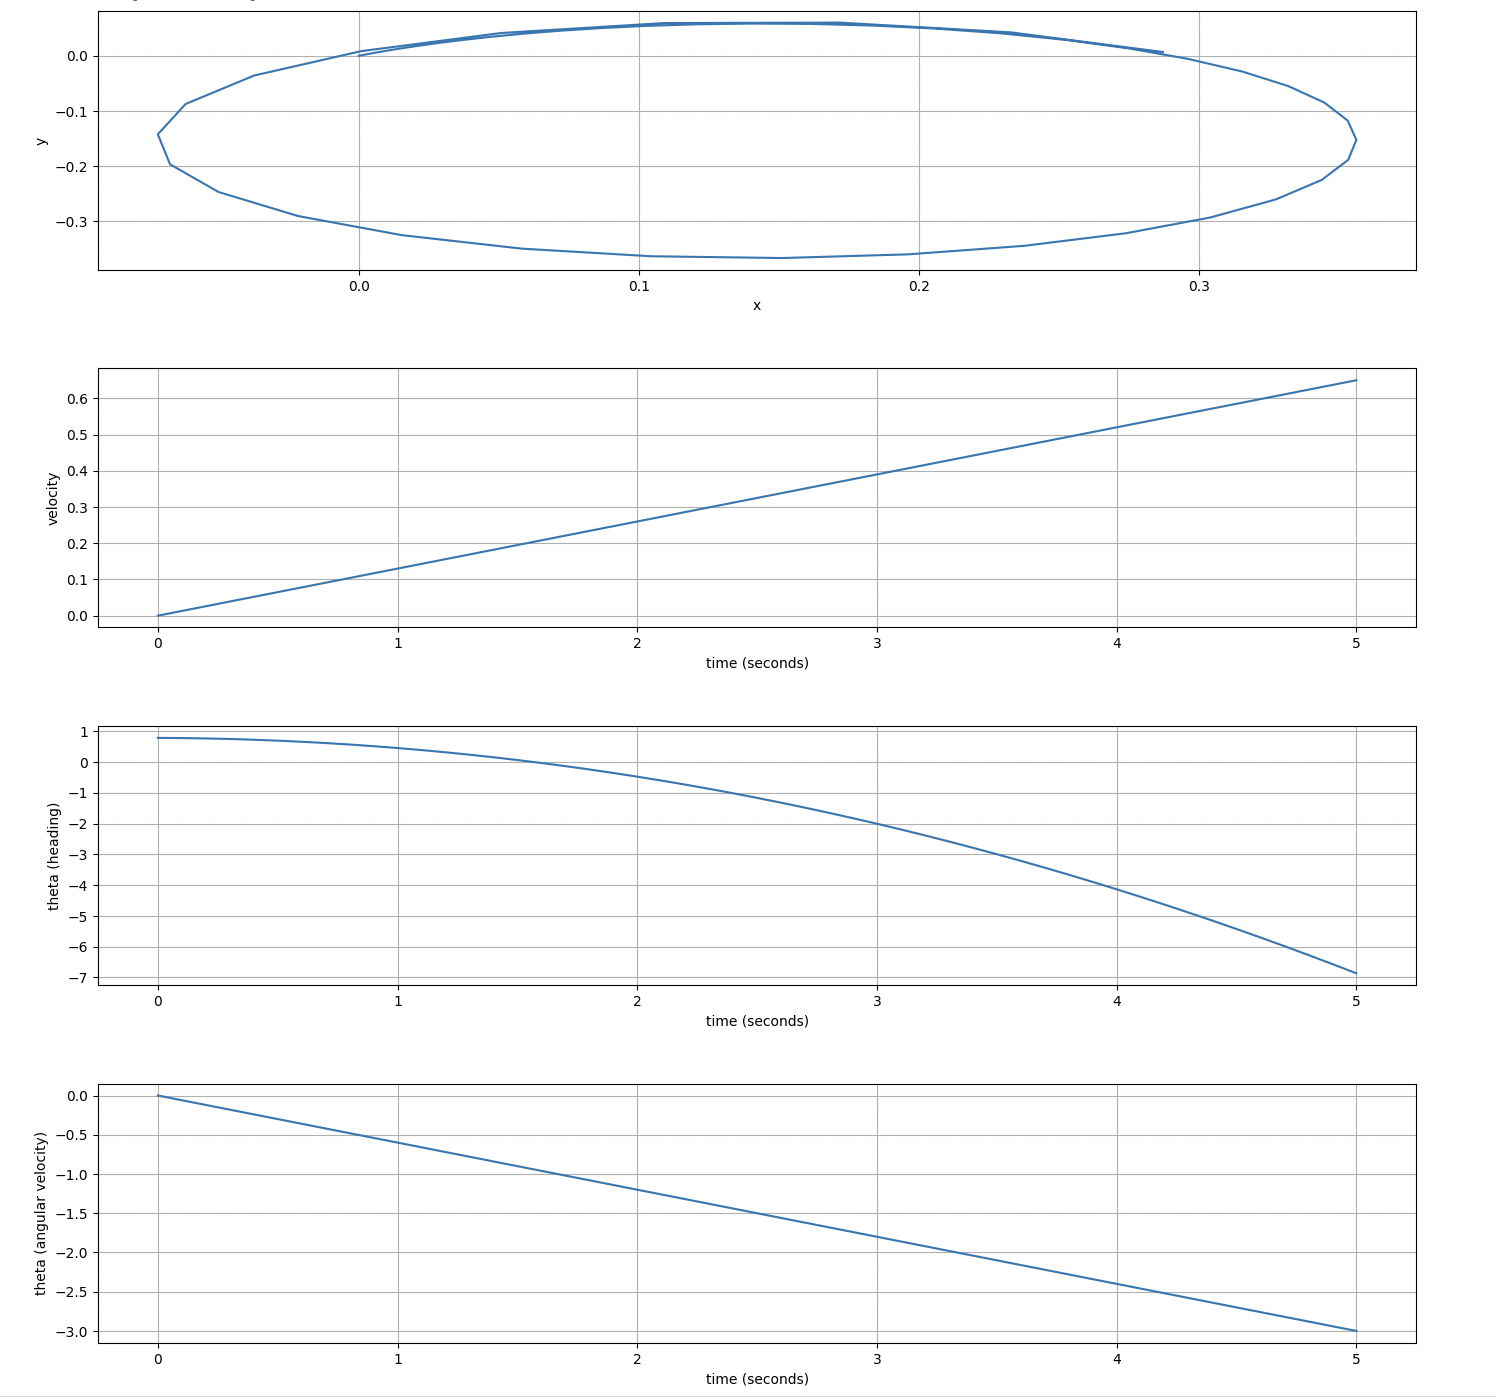 0.0
−0.1
−0.2
−0.3
y
0.0 0.1 0.2 0.3
x
0.6
0.5
0.4
0.3
0.2
0.1
0.0
velocity
0 1 2 3 4 5
time (seconds)
1
0
−1
−2
−3
−4
−5
−6
−7
theta (heading)
0 1 2 3 4 5
time (seconds)
0.0
−0.5
−1.0
−1.5
−2.0
−2.5
−3.0
theta (angular velocity)
0 1 2 3 4 5
time (seconds)